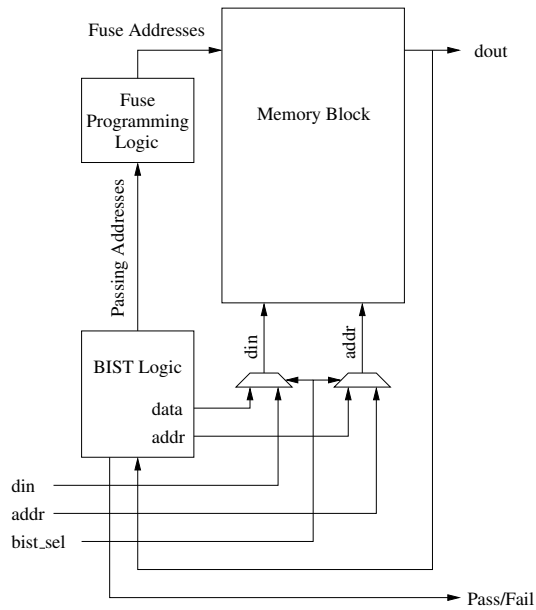 Fuse Addresses
dout
Fuse
Programming
Logic
Memory Block
Passing Addresses
din
addr
BIST Logic
data
addr
din
addr
bist_sel
Pass/Fail